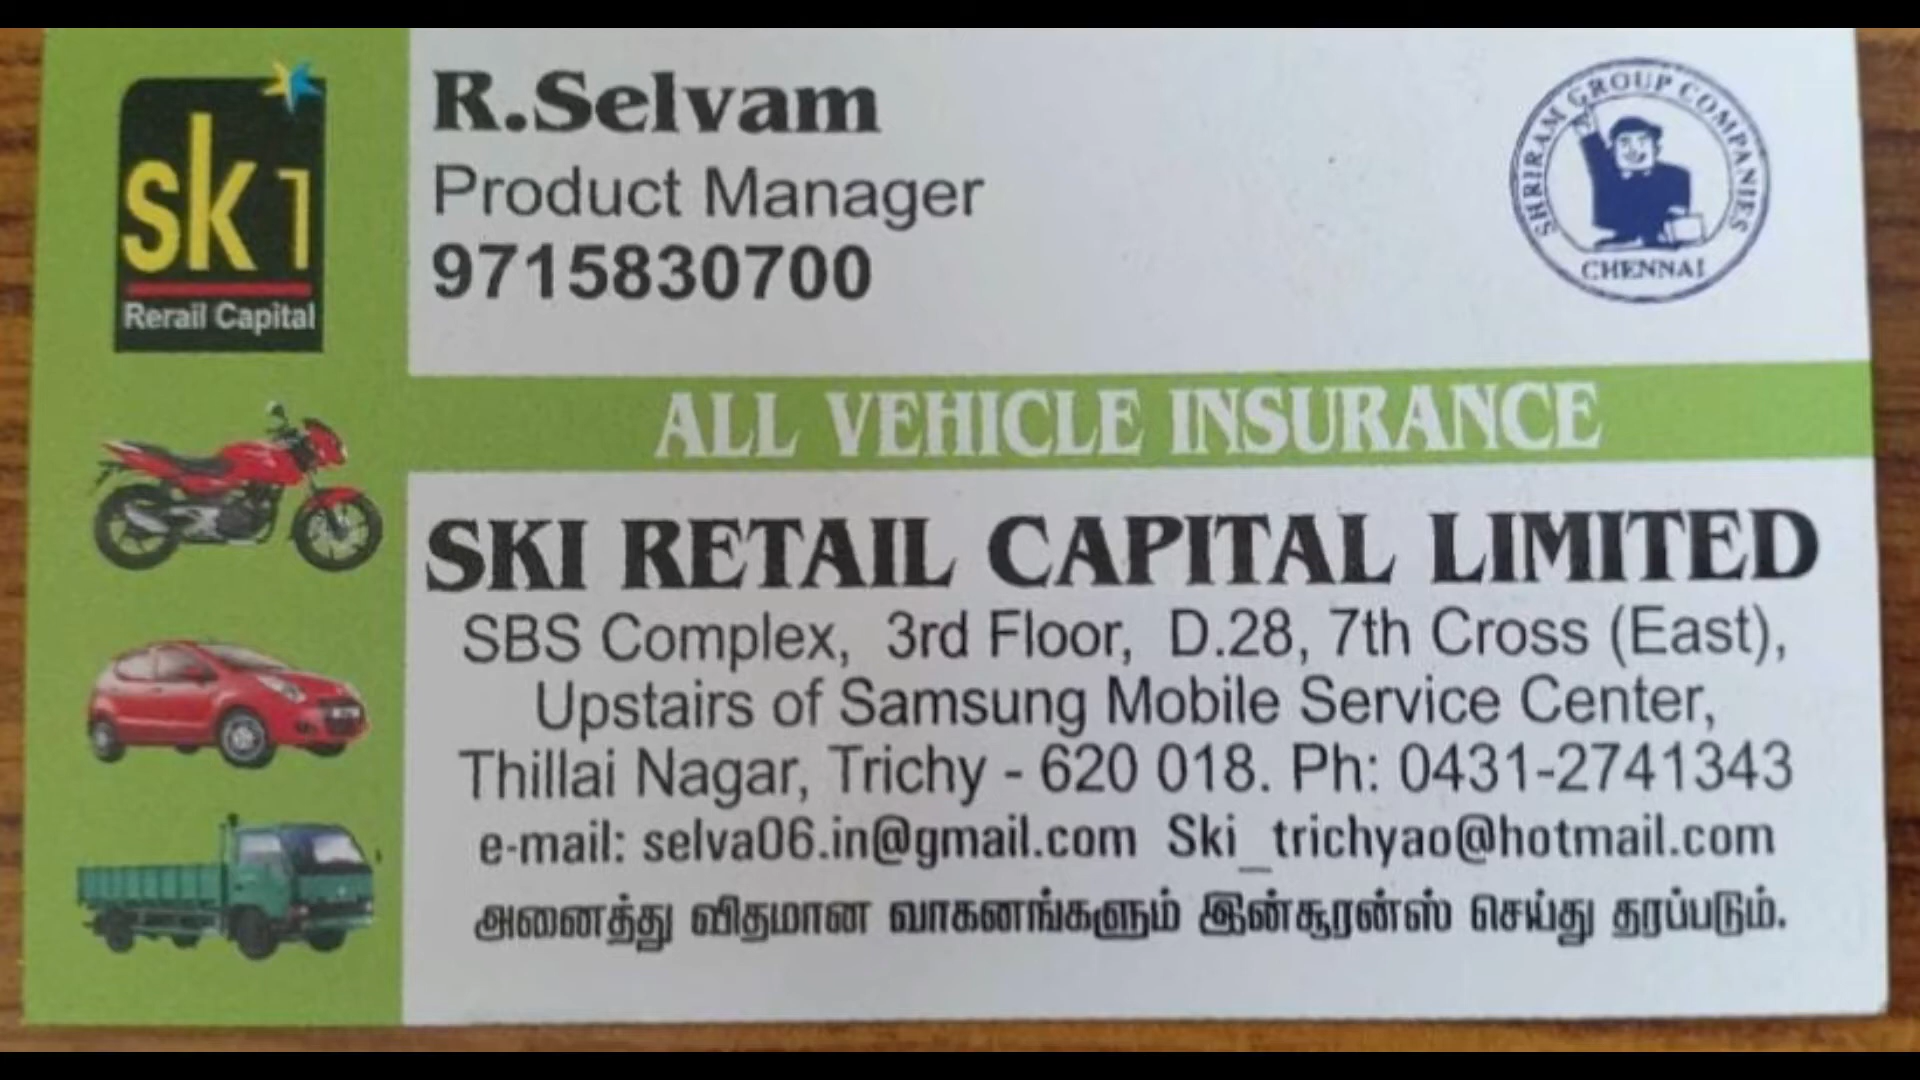 sk1
Rerail Capital
R.Selvam
Product Manager
9715830700
SHRIRAM GROUP COMPANIES
CHENNAI
ALL VEHICLE INSURANCE
SKI RETAIL CAPITAL LIMITED
SBS Complex, 3rd Floor, D.28, 7th Cross (East),
Upstairs of Samsung Mobile Service Center,
Thillai Nagar, Trichy - 620 018. Ph: 0431-2741343
e-mail: selva06.in@gmail.com Ski_trichyao@hotmail.com
அனைத்து விதமான வாகனங்களும் இன்சூரன்ஸ் செய்து தரப்படும்.